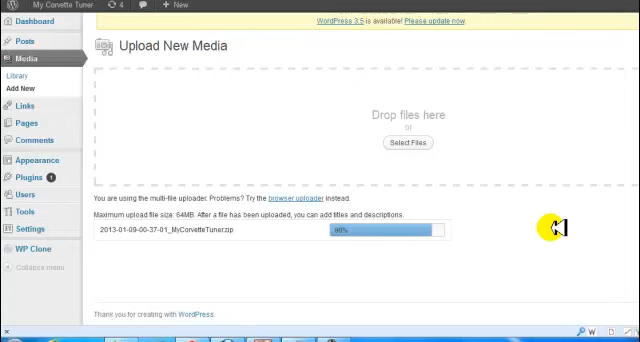 My Corvette Tuner 4 + New
Dashboard
WordPress 3.5 is available! Please update now.
Posts
Upload New Media
Media
Library
Add New
Links
Pages
Comments
Appearance
Plugins 1
Users
Tools
Settings
WP Clone
Collapse menu
Drop files here
or
Select Files
You are using the multi-file uploader. Problems? Try the browser uploader instead.
Maximum upload file size: 64MB. After a file has been uploaded, you can add titles and descriptions.
2013-01-09-00-37-01_MyCorvetteTuner.zip
Thank you for creating with WordPress.